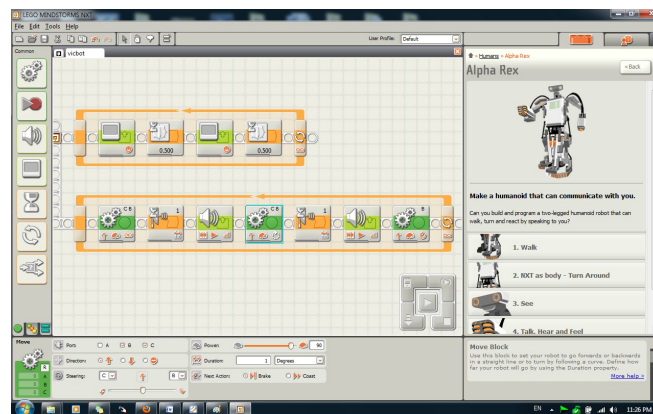 LEGO MINDSTORMS NXT
File Edit Tools Help
User Profile: Default
Common
vicbot
0.500
0.500
C B
1
C B
1
B
Humans » Alpha Rex
Alpha Rex
Back
Make a humanoid that can communicate with you.
Can you build and program a two-legged humanoid robot that can
walk, turn and react by speaking to you?
1. Walk
2. NXT as body - Turn Around
3. See
4. Talk, Hear and Feel
Move
Port: A B C
Power: 90
Direction:
Duration: 1 Degrees
Steering: C B
Next Action: Brake Coast
Move Block
Use this block to set your robot to go forwards or backwards
in a straight line or to turn by following a curve. Define how
far your robot will go by using the Duration property.
More help »
EN 11:26 PM